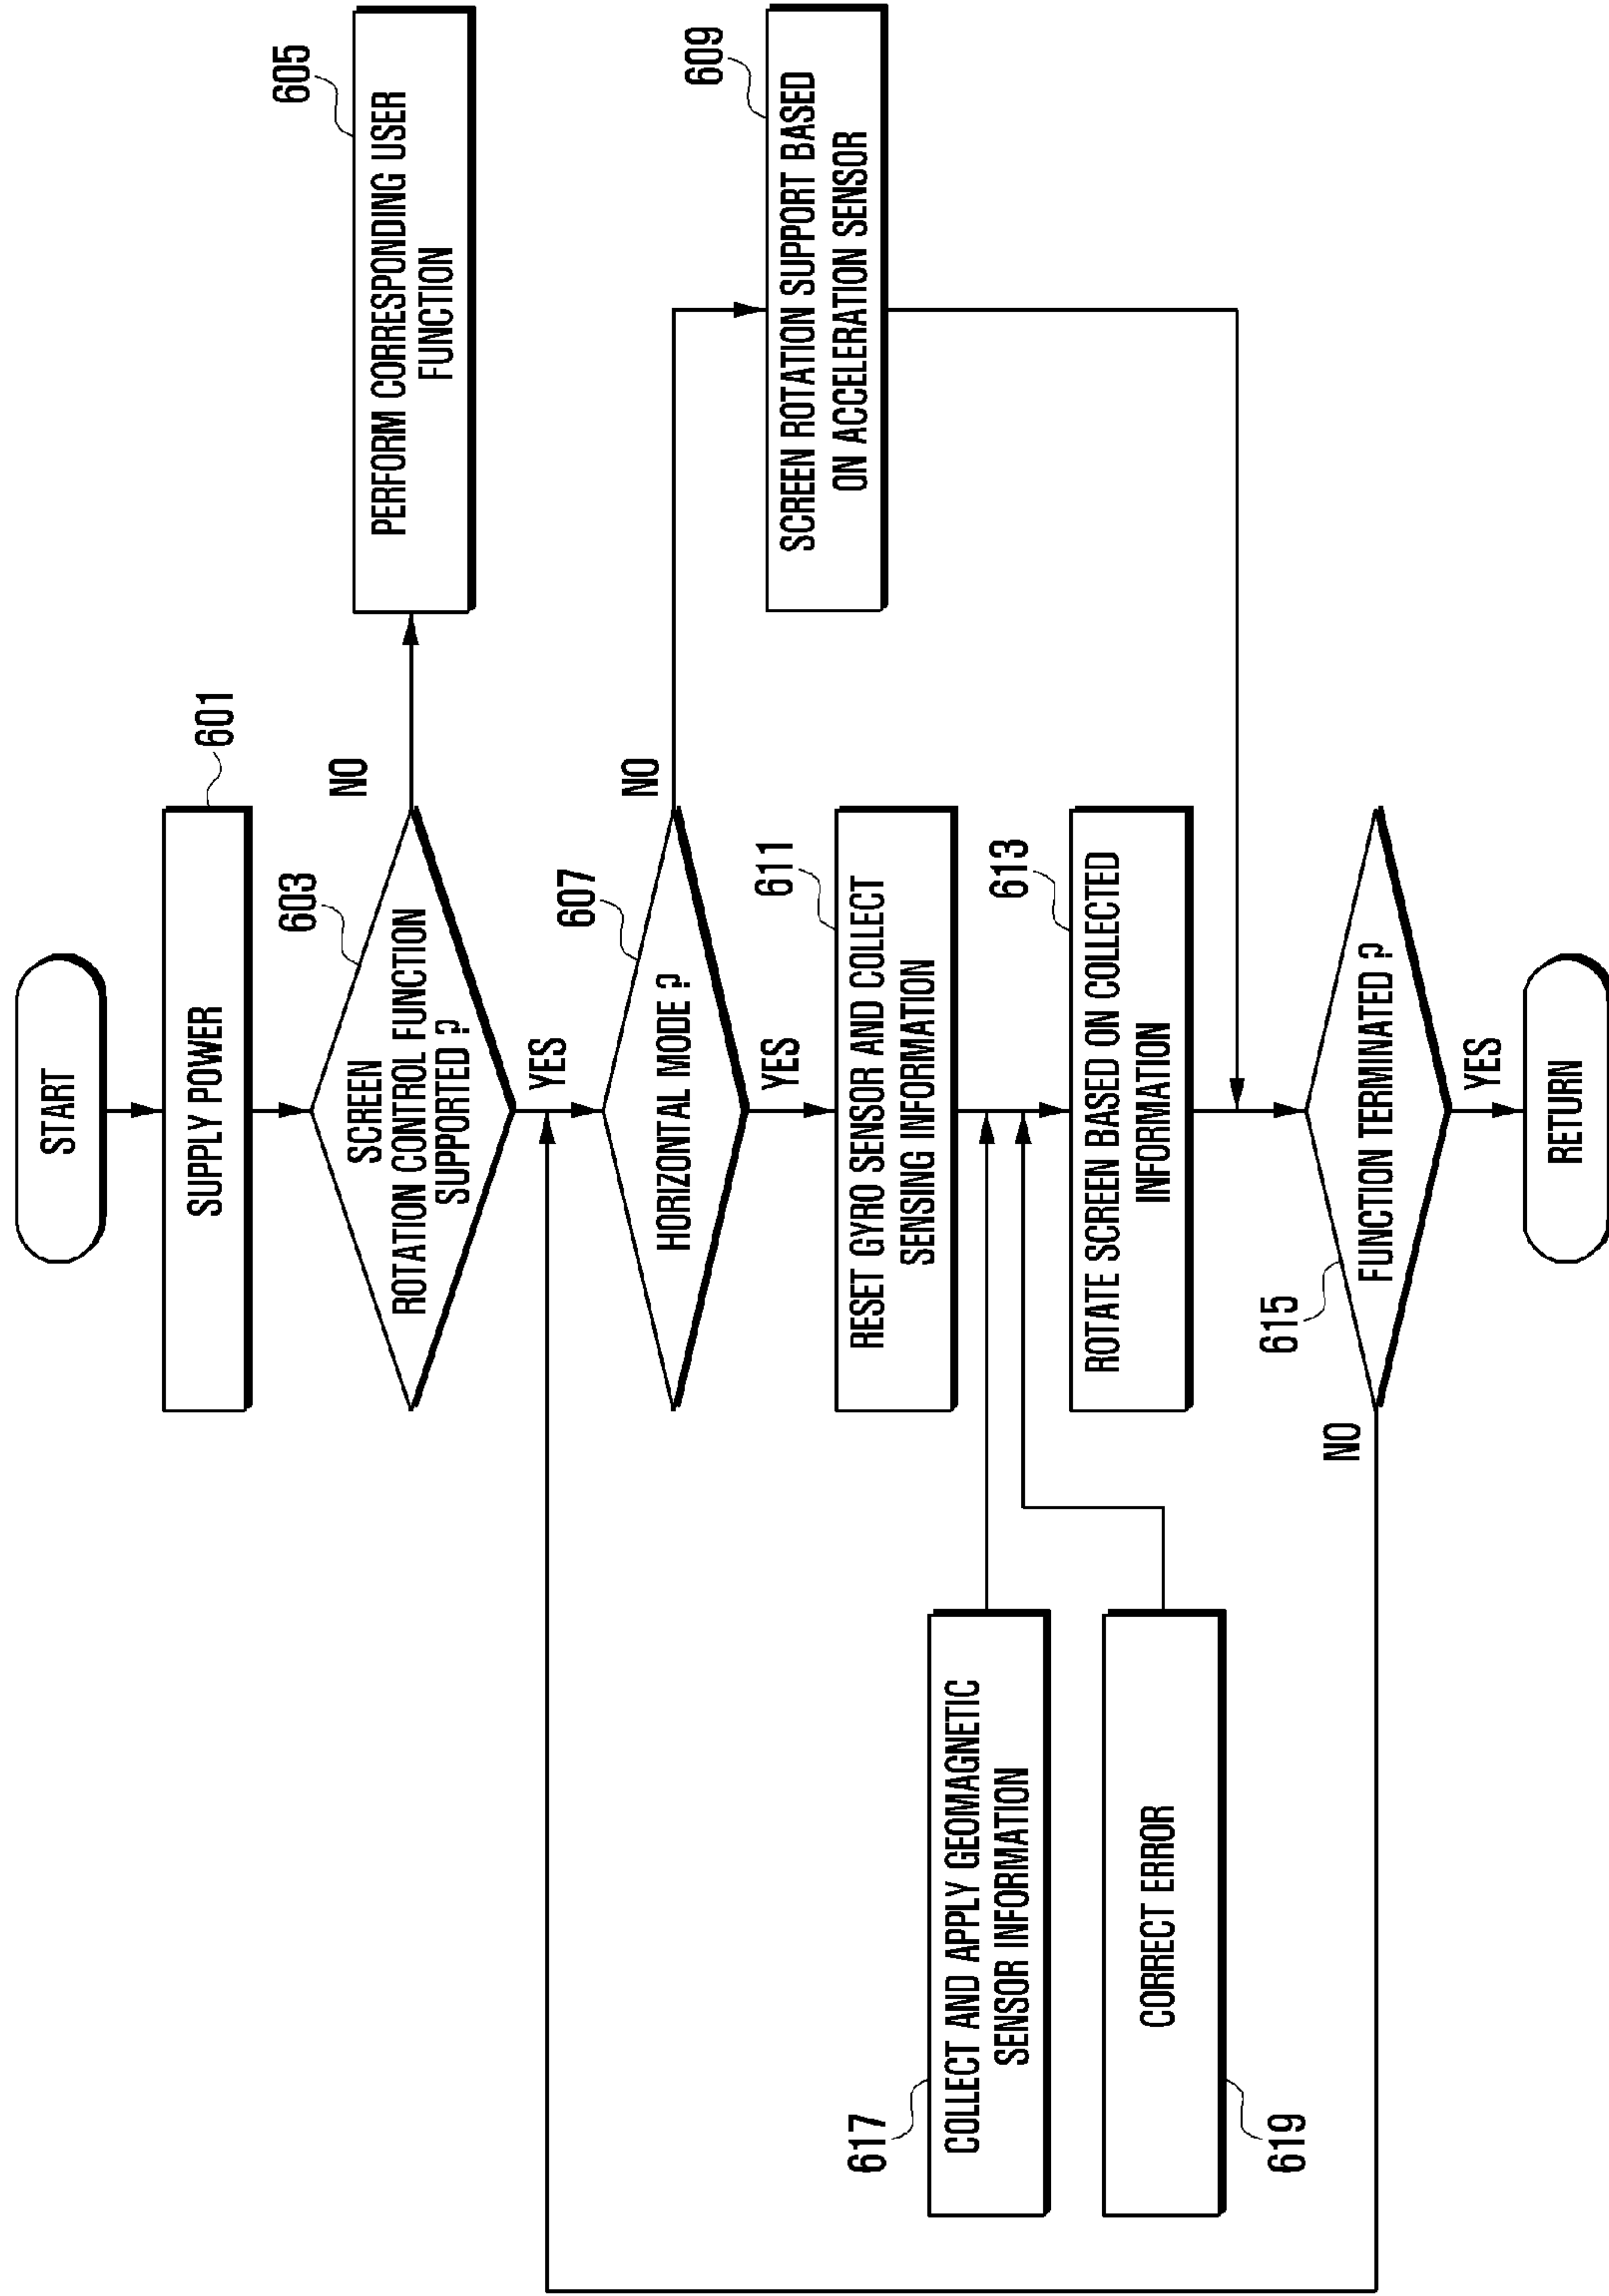 START
601
SUPPLY POWER
603
SCREEN
ROTATION CONTROL FUNCTION
SUPPORTED ?
NO
605
PERFORM CORRESPONDING USER
FUNCTION
YES
607
HORIZONTAL MODE ?
NO
609
SCREEN ROTATION SUPPORT BASED
ON ACCELERATION SENSOR
YES
611
RESET GYRO SENSOR AND COLLECT
SENSING INFORMATION
617
COLLECT AND APPLY GEOMAGNETIC
SENSOR INFORMATION
613
ROTATE SCREEN BASED ON COLLECTED
INFORMATION
CORRECT ERROR
619
615
FUNCTION TERMINATED ?
NO
YES
RETURN